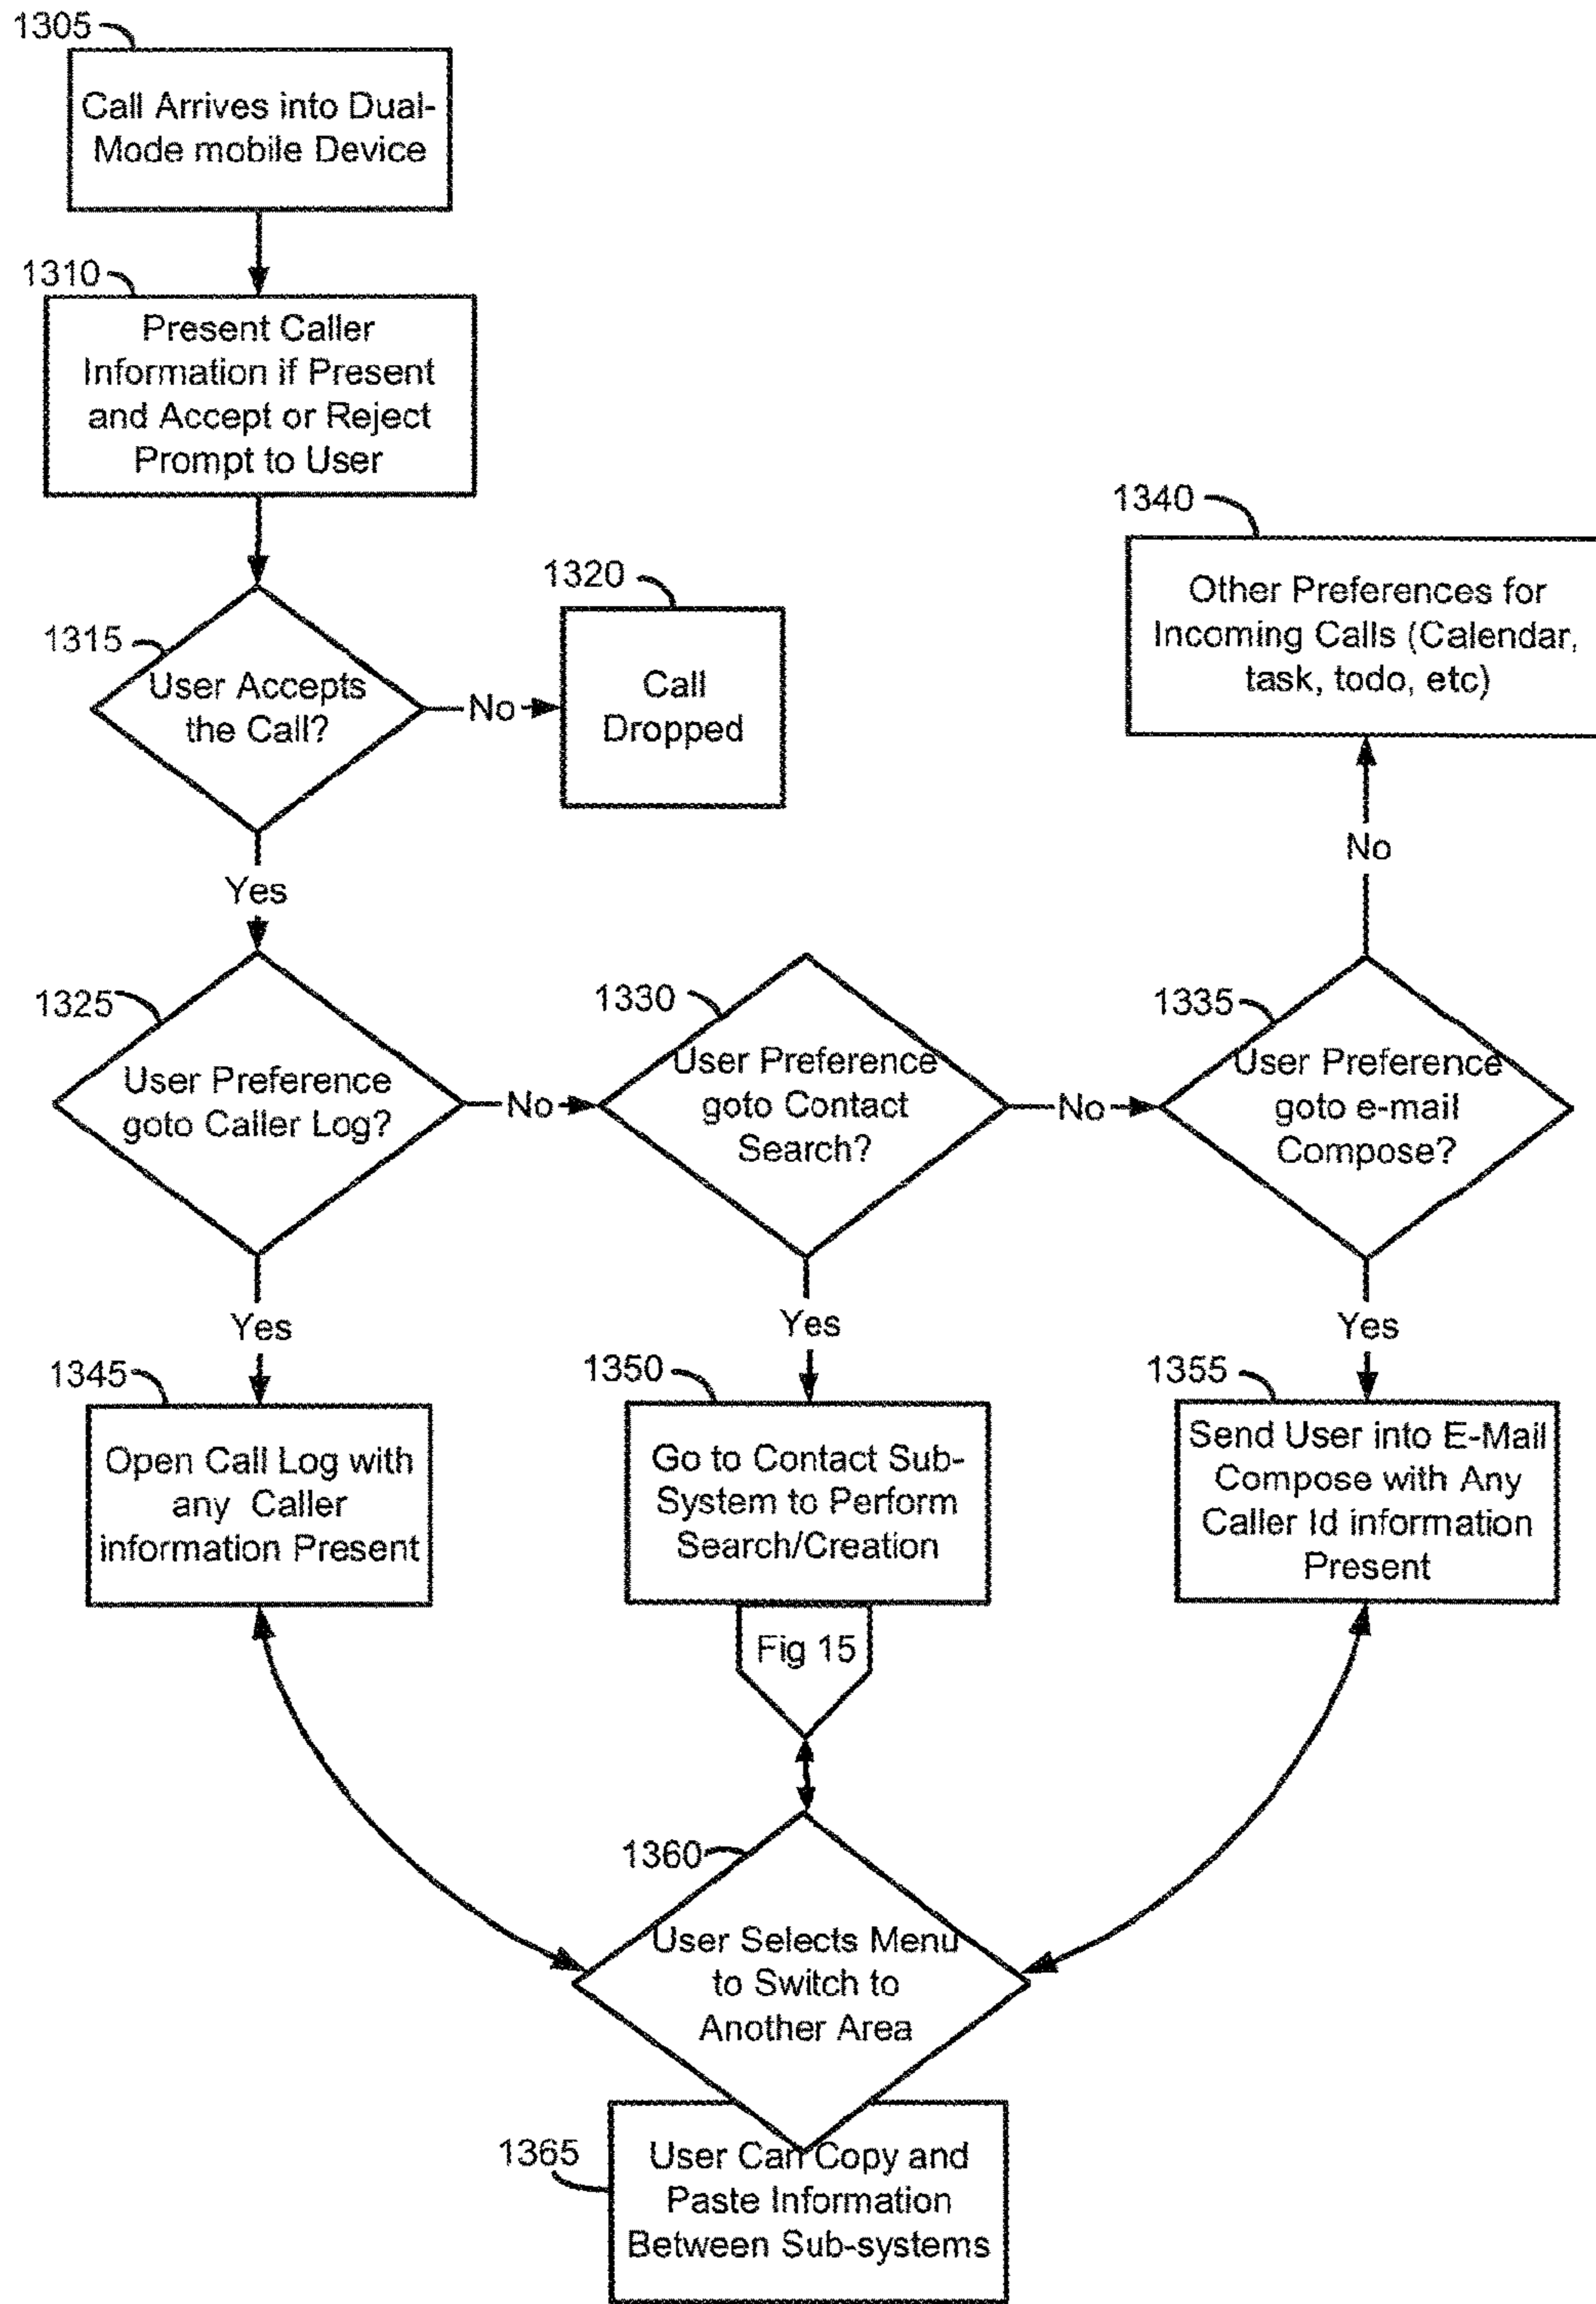 1305
Call Arrives into Dual-
Mode mobile Device
1310
Present Caller
Information if Present
and Accept or Reject
Prompt to User
1315
User Accepts
the Call?
No
1320
Call
Dropped
1340
Other Preferences for
Incoming Calls (Calendar,
task, todo, etc)
Yes
No
1325
User Preference
goto Caller Log?
No
1330
User Preference
goto Contact
Search?
No
1335
User Preference
goto e-mail
Compose?
Yes
Yes
Yes
1345
Open Call Log with
any Caller
information Present
1350
Go to Contact Sub-
System to Perform
Search/Creation
Fig 15
1355
Send User into E-Mail
Compose with Any
Caller Id information
Present
1360
User Selects Menu
to Switch to
Another Area
1365
User Can Copy and
Paste Information
Between Sub-systems